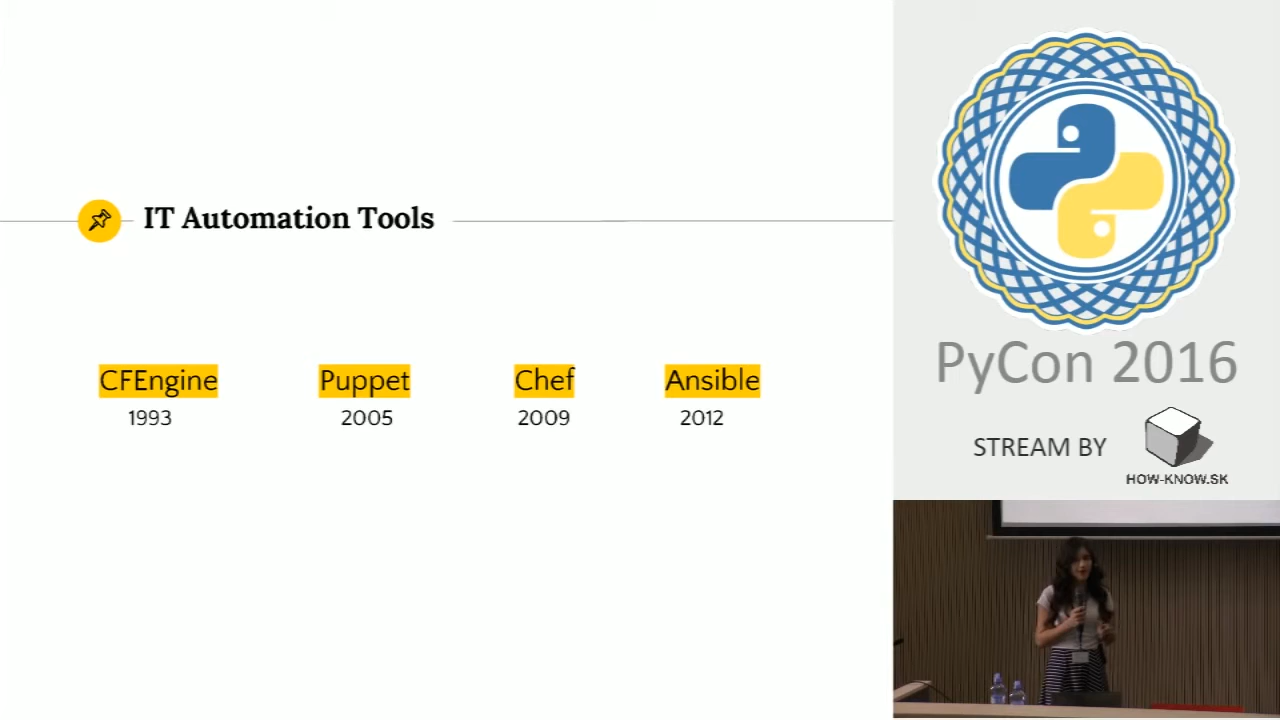 IT Automation Tools
CFEngine
1993
Puppet
2005
Chef
2009
Ansible
2012
PyCon 2016
STREAM BY
HOW-KNOW.SK